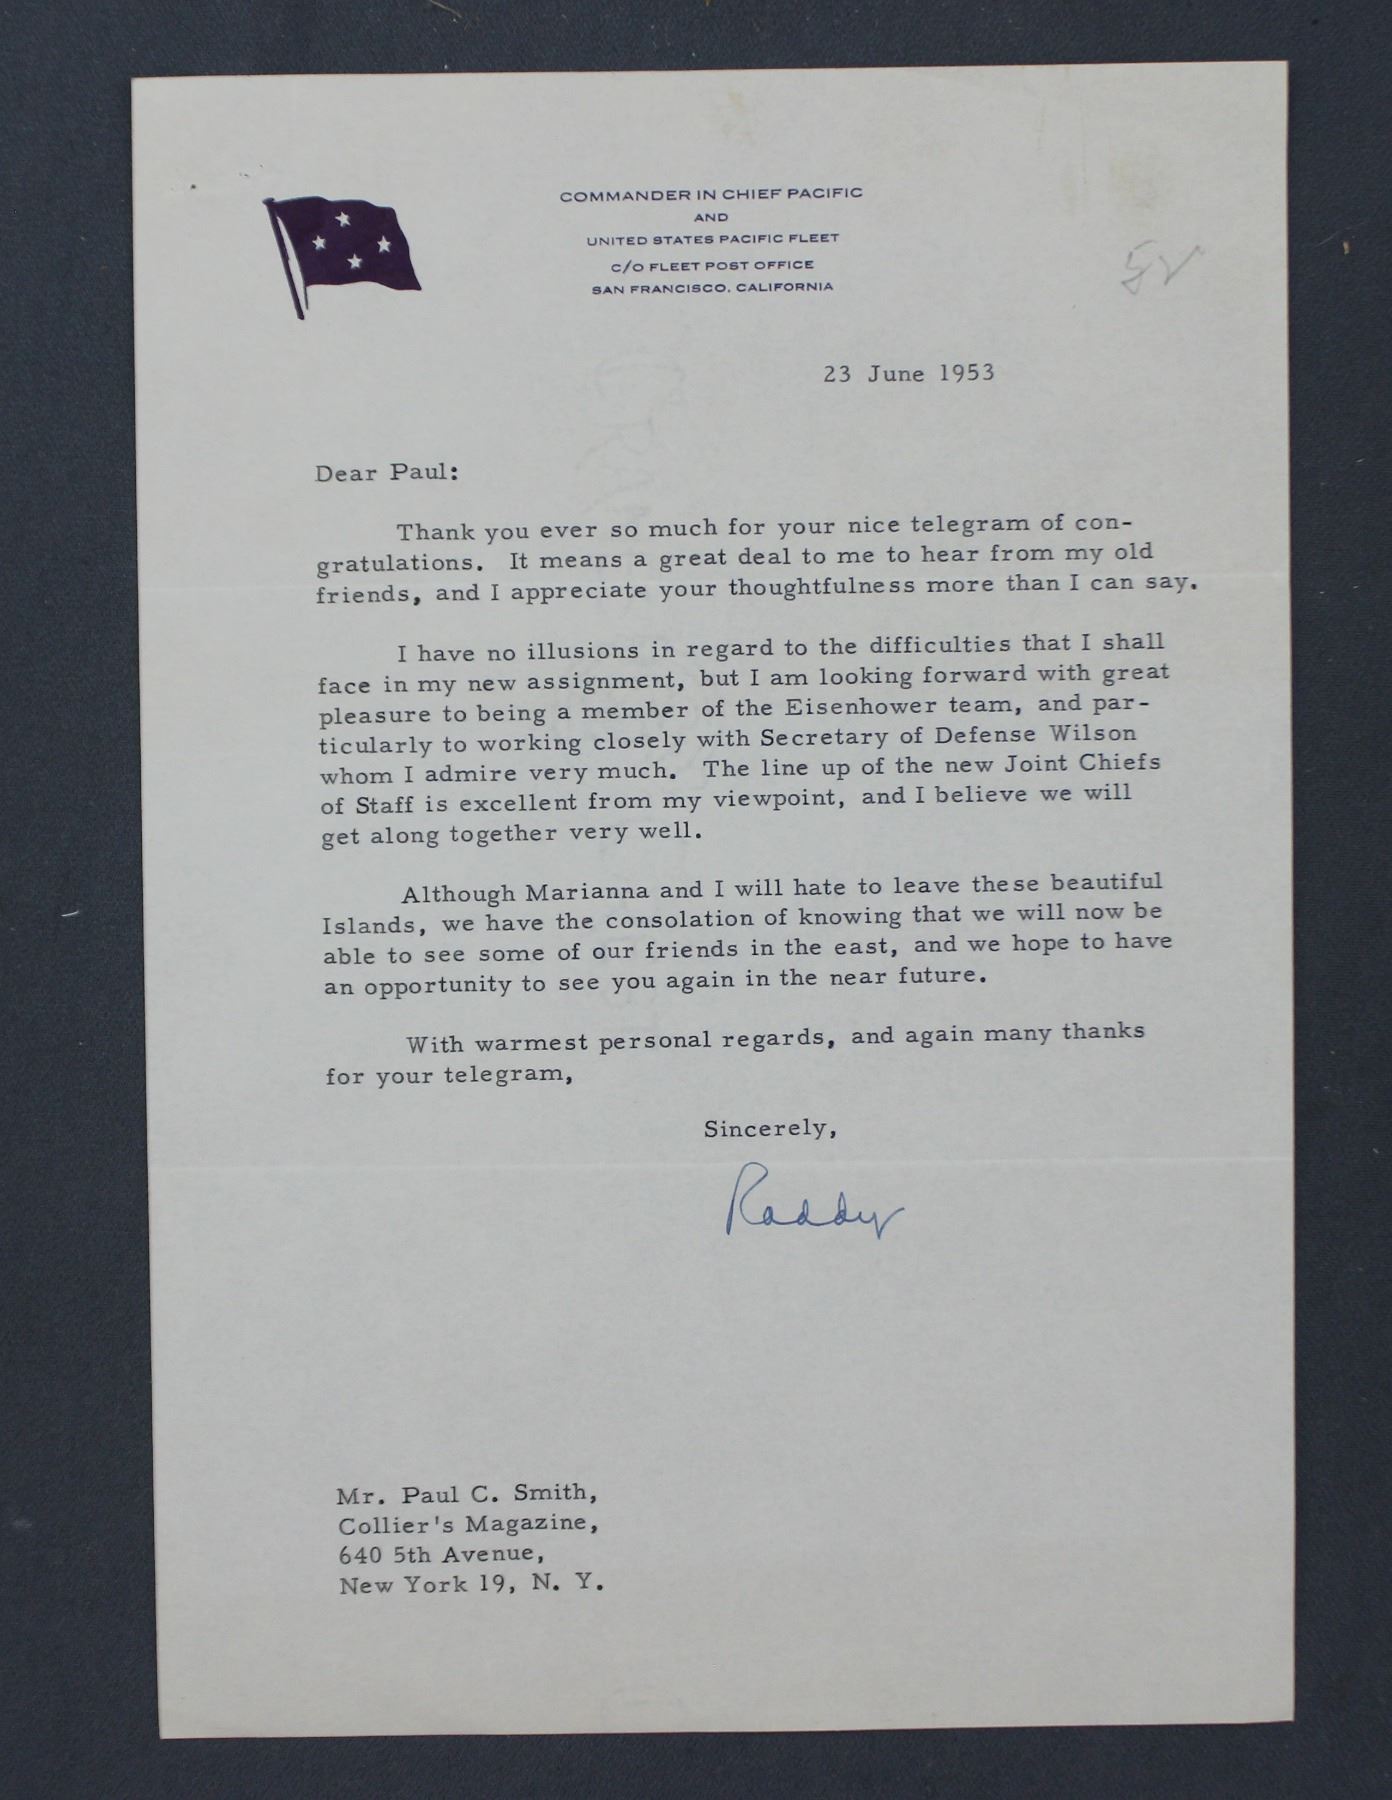 COMMANDER IN CHIEF PACIFIC
AND
UNITED STATES PACIFIC FLEET
C/O FLEET POST OFFICE
SAN FRANCISCO, CALIFORNIA
23 June 1953
Dear Paul:
Thank you ever so much for your nice telegram of con-
gratulations. It means a great deal to me to hear from my old
friends, and I appreciate your thoughtfulness more than I can say.
I have no illusions in regard to the difficulties that I shall
face in my new assignment, but I am looking forward with great
pleasure to being a member of the Eisenhower team, and par-
ticularly to working closely with Secretary of Defense Wilson
whom I admire very much. The line up of the new Joint Chiefs
of Staff is excellent from my viewpoint, and I believe we will
get along together very well.
Although Marianna and I will hate to leave these beautiful
Islands, we have the consolation of knowing that we will now be
able to see some of our friends in the east, and we hope to have
an opportunity to see you again in the near future.
With warmest personal regards, and again many thanks
for your telegram,
Sincerely,
Raddy
Mr. Paul C. Smith,
Collier's Magazine,
640 5th Avenue,
New York 19, N. Y.